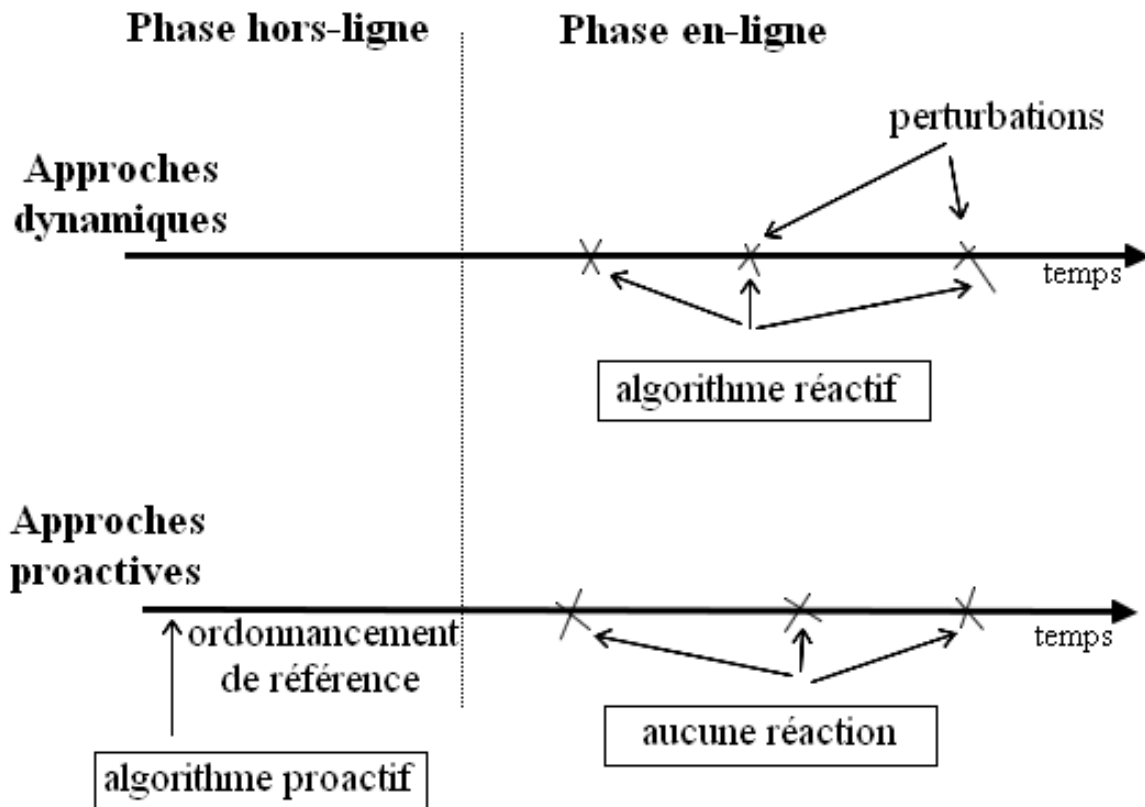 Phase hors-ligne
Phase en-ligne
perturbations
Approches
dynamiques
temps
algorithme réactif
Approches
proactives
ordonnancement
de référence
temps
aucune réaction
algorithme proactif